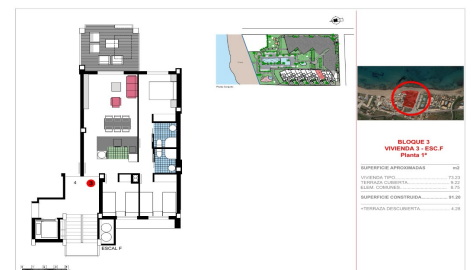 BLOQUE 3
VIVIENDA 3 - ESC.F
Planta 1ª
SUPERFICIE APROXIMADAS m2
VIVIENDA TIPO 73.23
TERRAZA CUBIERTA 9.22
ELEM. COMUNES 8.75
SUPERFICIE CONSTRUIDA 91.20
+TERRAZA DESCUBIERTA 4.29
ESCAL F